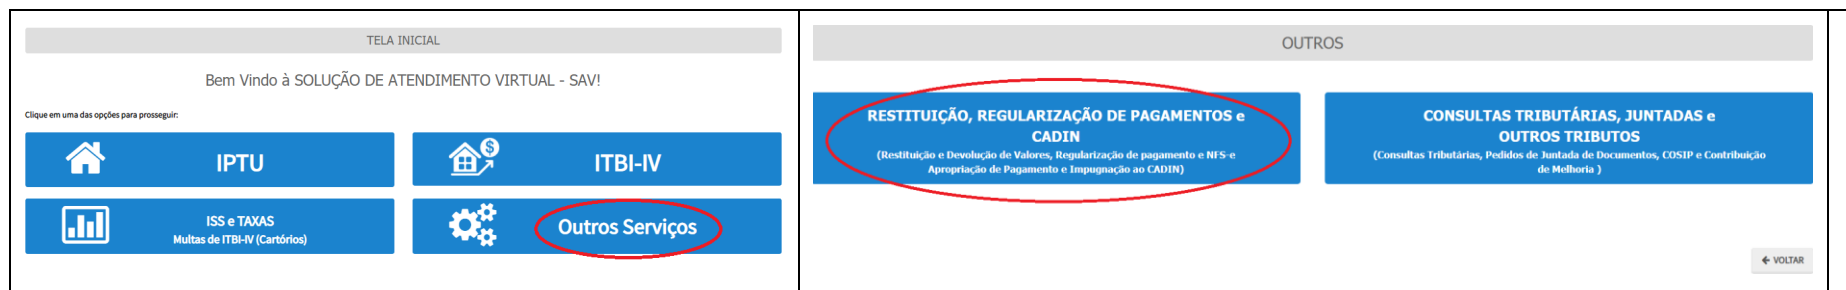 TELA INICIAL
Bem Vindo à SOLUÇÃO DE ATENDIMENTO VIRTUAL - SAV!
Clique em uma das opções para prosseguir:
IPTU
ITBI-IV
ISS e TAXAS
Multas de ITBI-IV (Cartórios)
Outros Serviços
OUTROS
RESTITUIÇÃO, REGULARIZAÇÃO DE PAGAMENTOS e
CADIN
(Restituição e Devolução de Valores, Regularização de pagamento e NFS-e
Apropriação de Pagamento e Impugnação ao CADIN)
CONSULTAS TRIBUTÁRIAS, JUNTADAS e
OUTROS TRIBUTOS
(Consultas Tributárias, Pedidos de Juntada de Documentos, COSIP e Contribuição
de Melhoria )
VOLTAR